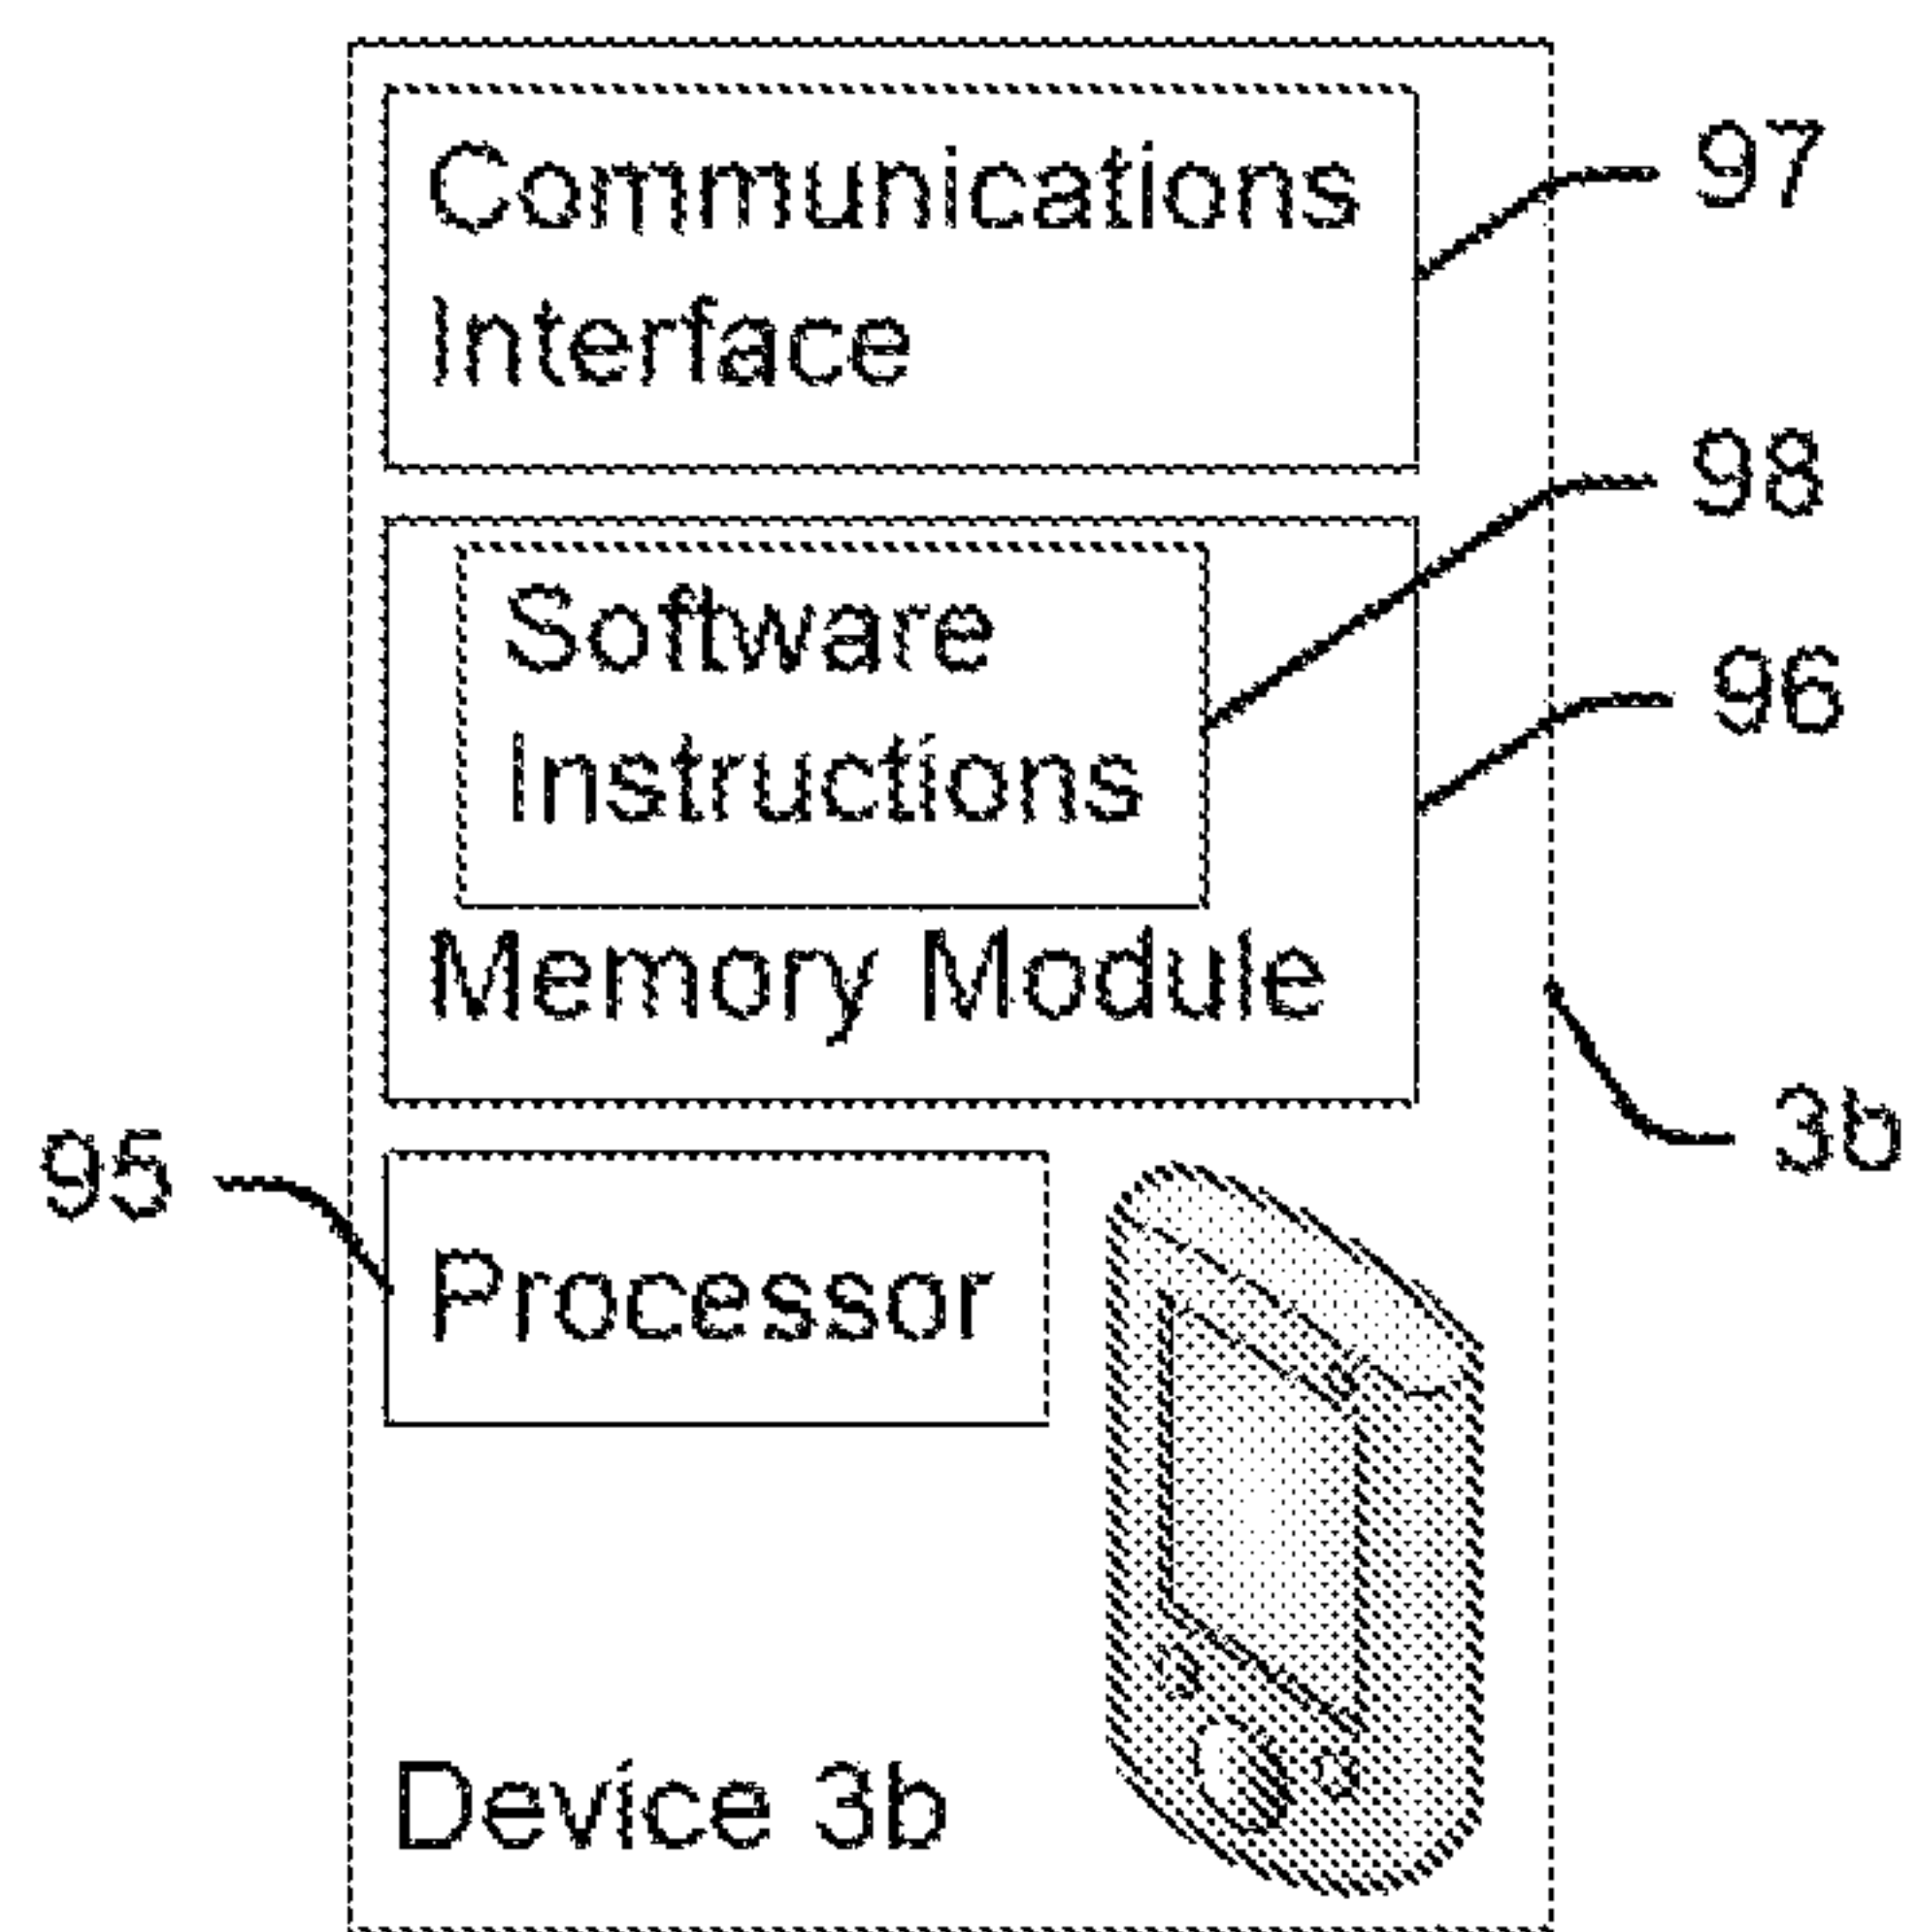 Communications
Interface
97
98
Software
Instructions
96
Memory Module
3b
95
Processor
Device 3b